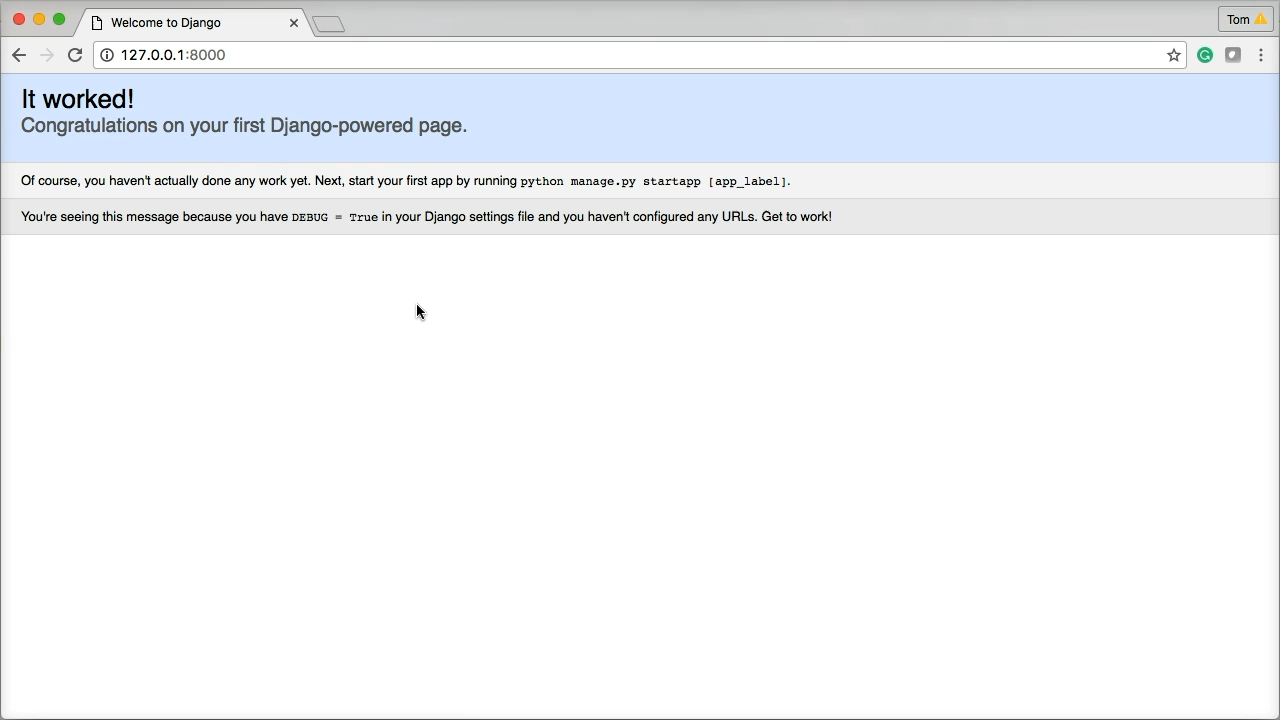 Welcome to Django
Tom
127.0.0.1:8000
It worked!
Congratulations on your first Django-powered page.
Of course, you haven't actually done any work yet. Next, start your first app by running python manage.py startapp [app_label].
You're seeing this message because you have DEBUG = True in your Django settings file and you haven't configured any URLs. Get to work!